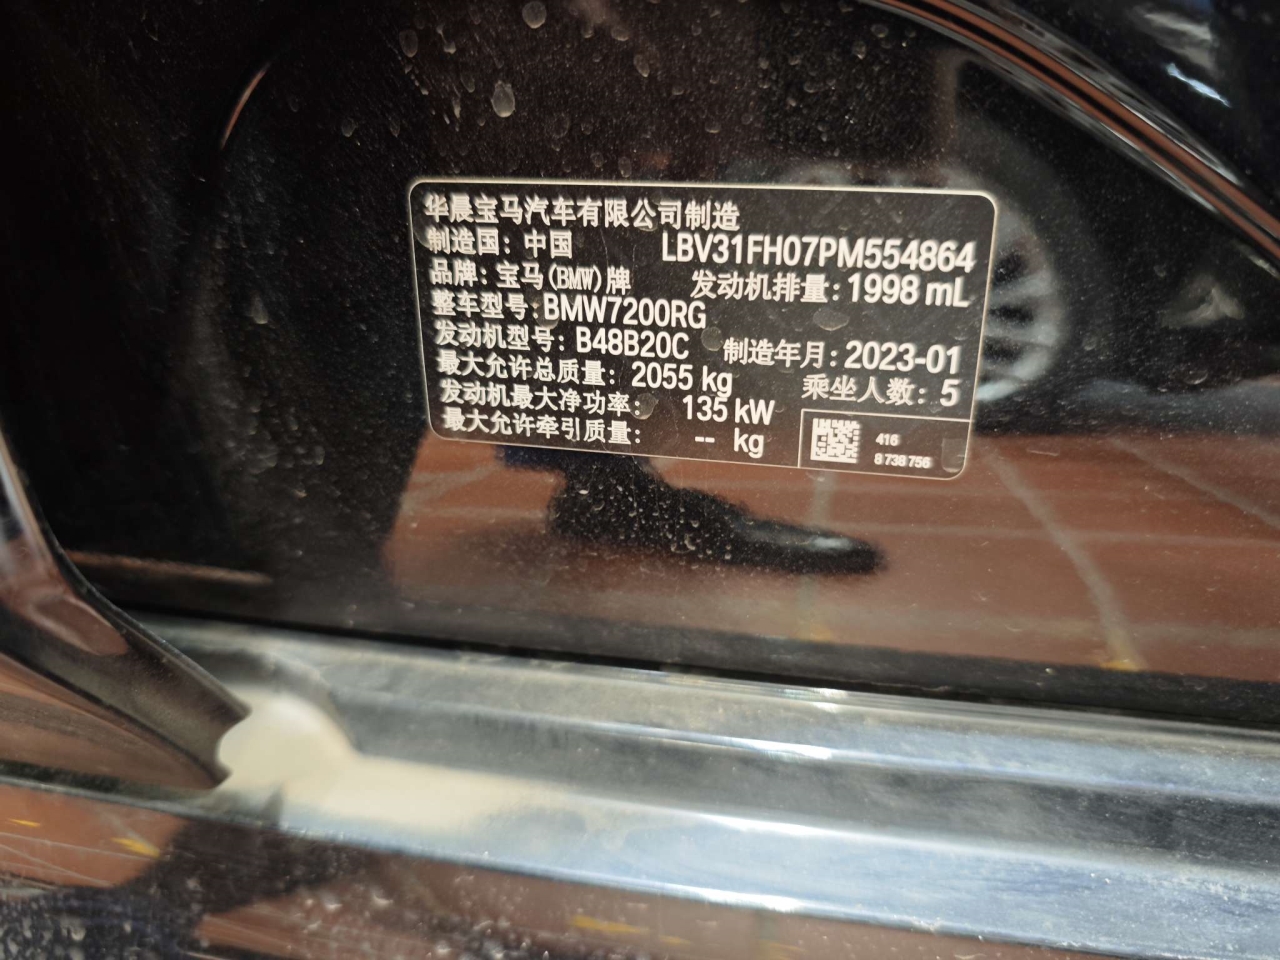 华晨宝马汽车有限公司制造
制造国：中国 LBV31FH07PM554864
品牌：宝马(BMW)牌 发动机排量：1998 mL
整车型号：BMW7200RG
发动机型号：B48B20C 制造年月：2023-01
最大允许总质量：2055 kg 乘坐人数：5
发动机最大净功率：135 kW
最大允许牵引质量：-- kg
416
8 738 756